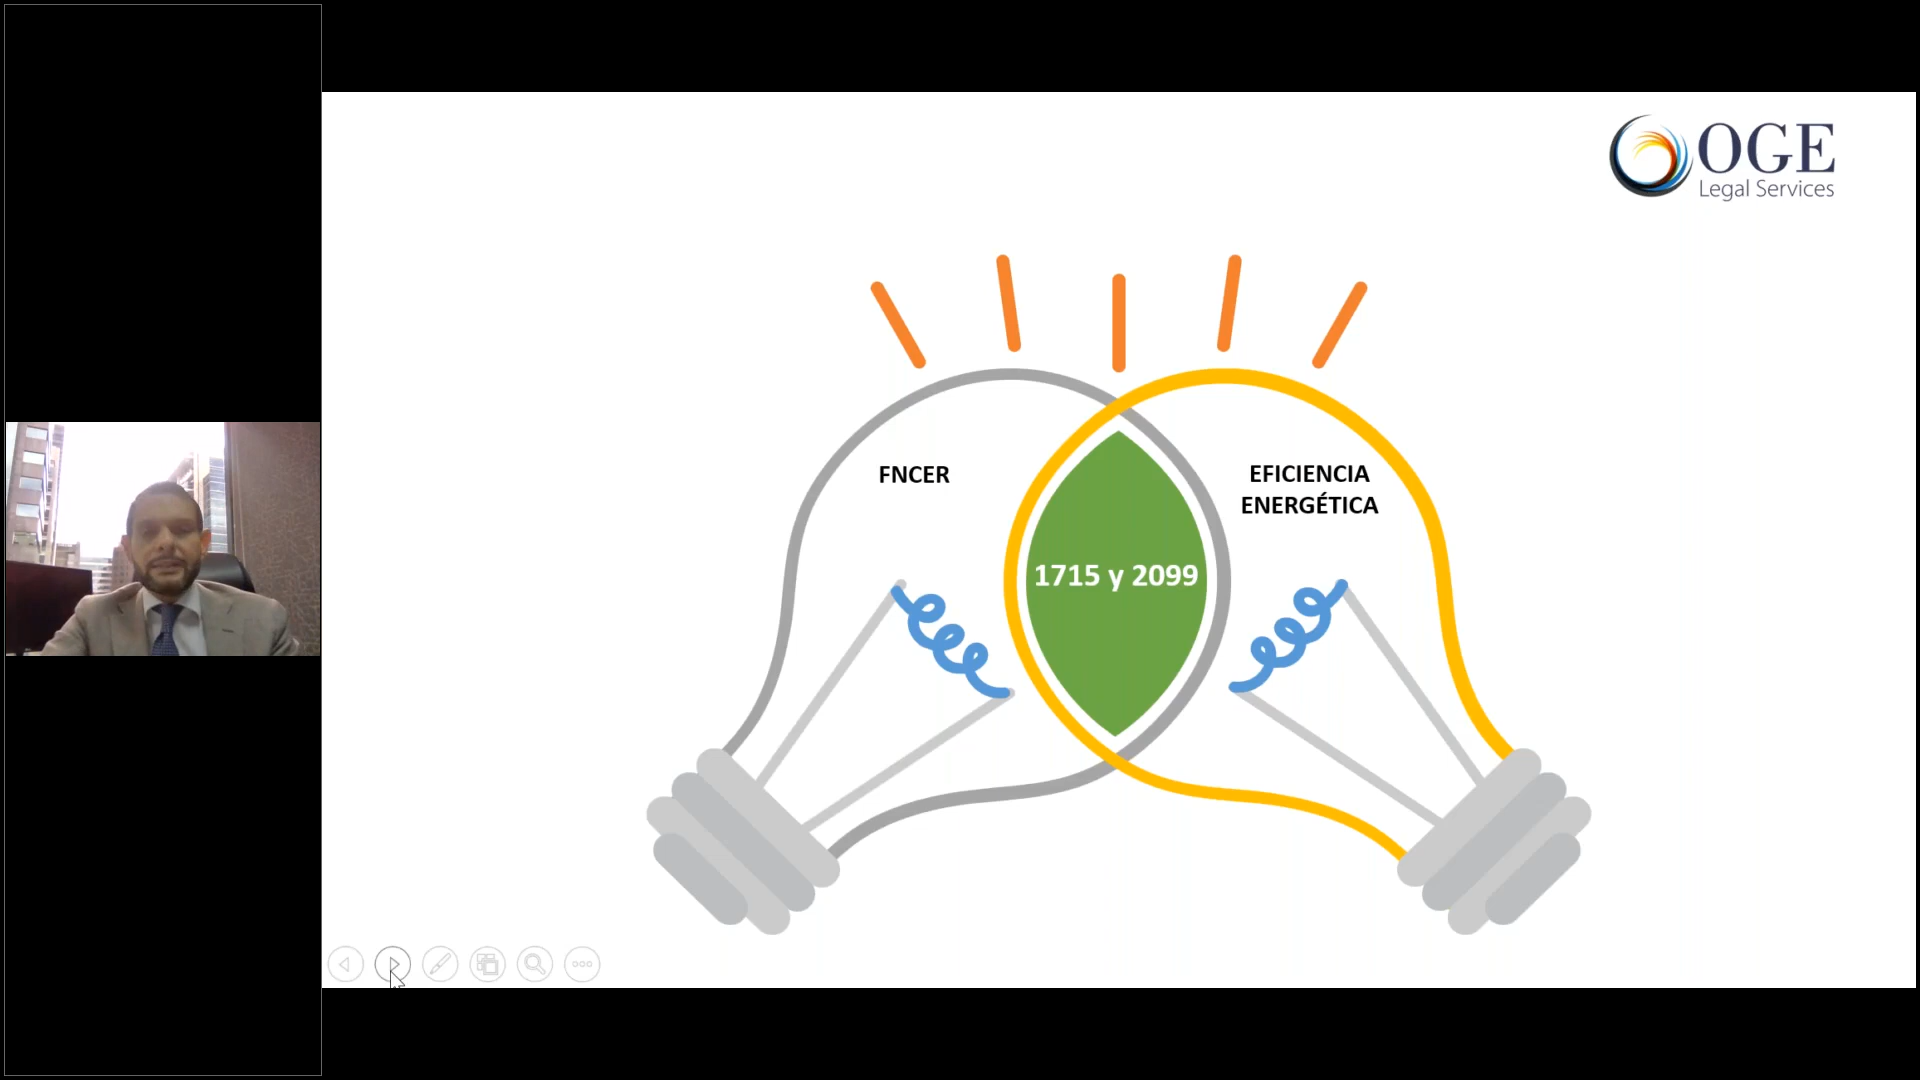 OGE
Legal Services
FNCER
EFICIENCIA
ENERGÉTICA
1715 y 2099